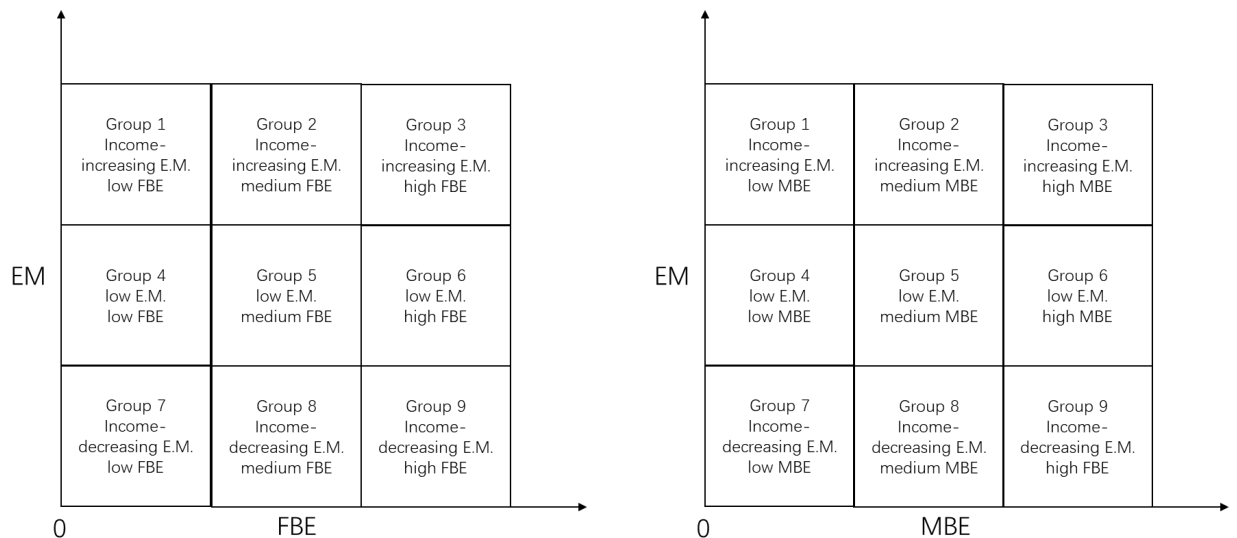 Group 1
Income-
increasing E.M.
low FBE
Group 2
Income-
increasing E.M.
medium FBE
Group 3
Income-
increasing E.M.
high FBE
EM
Group 4
low E.M.
low FBE
Group 5
low E.M.
medium FBE
Group 6
low E.M.
high FBE
Group 7
Income-
decreasing E.M.
low FBE
Group 8
Income-
decreasing E.M.
medium FBE
Group 9
Income-
decreasing E.M.
high FBE
0
FBE
Group 1
Income-
increasing E.M.
low MBE
Group 2
Income-
increasing E.M.
medium MBE
Group 3
Income-
increasing E.M.
high MBE
EM
Group 4
low E.M.
low MBE
Group 5
low E.M.
medium MBE
Group 6
low E.M.
high MBE
Group 7
Income-
decreasing E.M.
low MBE
Group 8
Income-
decreasing E.M.
medium MBE
Group 9
Income-
decreasing E.M.
high FBE
0
MBE